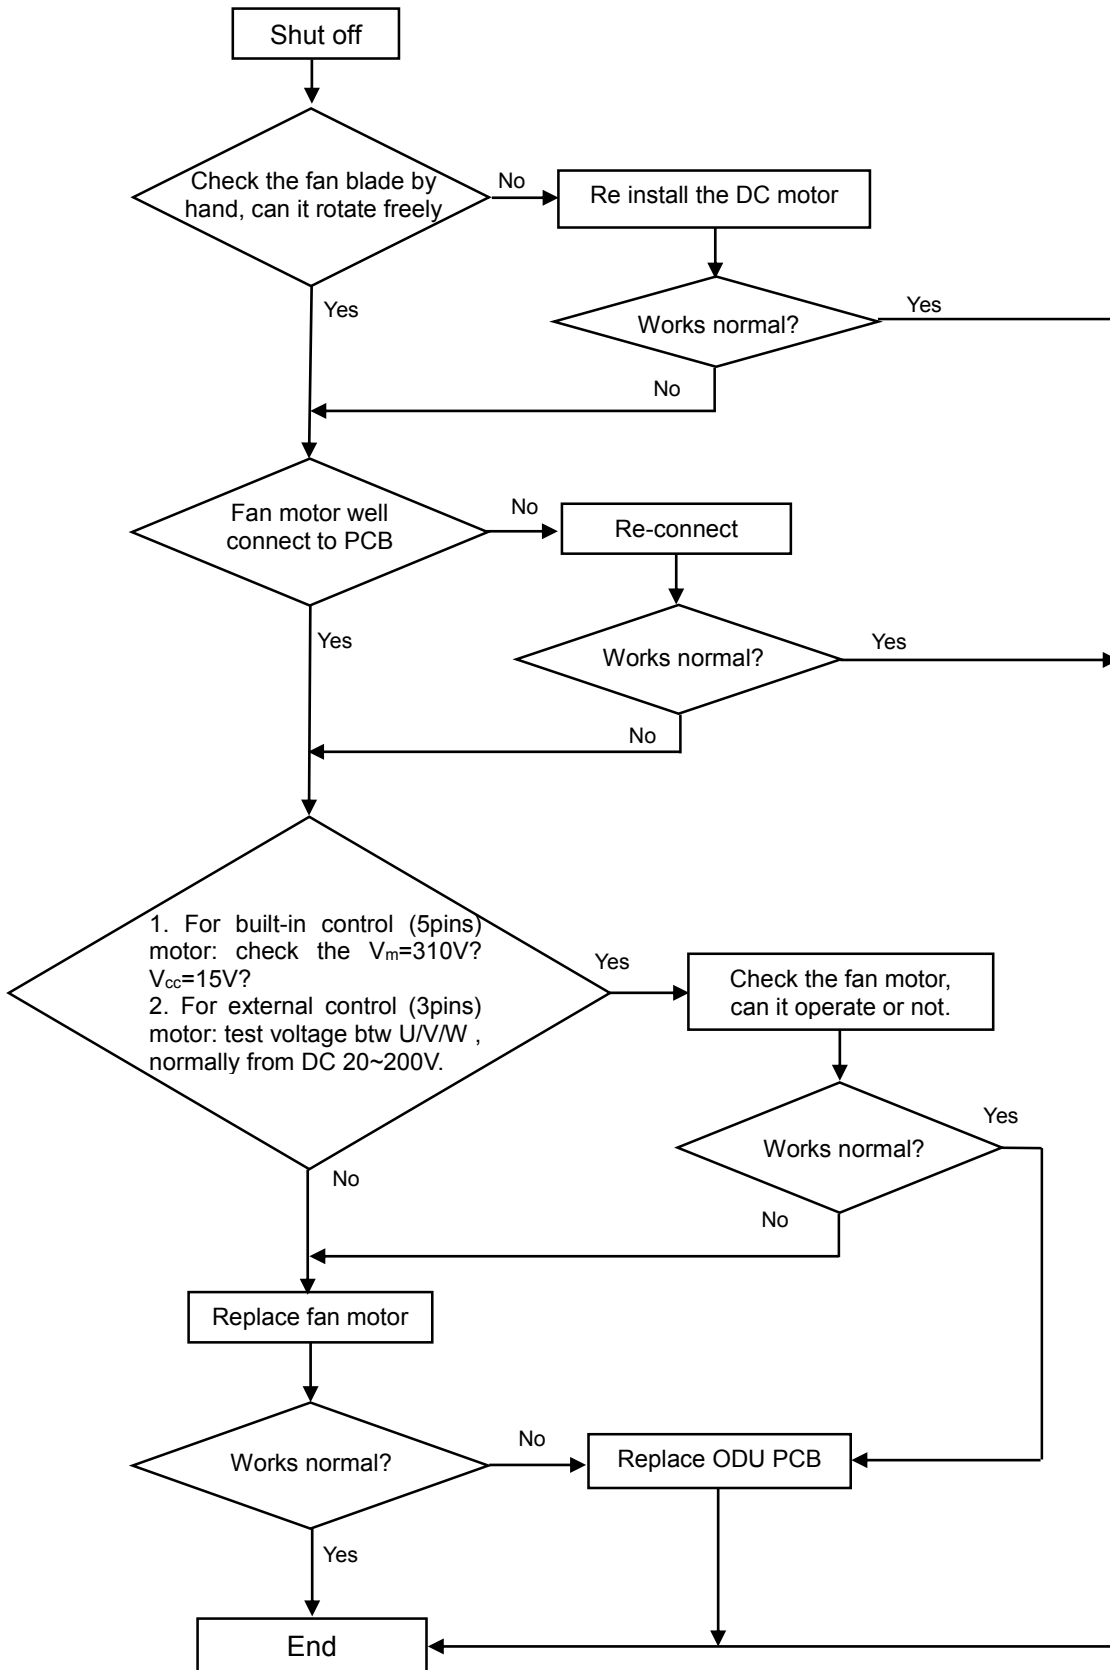 Shut off
Check the fan blade by
hand, can it rotate freely
No
Re install the DC motor
Yes
Works normal?
Yes
No
Fan motor well
connect to PCB
No
Re-connect
Yes
Works normal?
Yes
No
1. For built-in control (5pins)
motor: check the Vm=310V?
Vcc=15V?
2. For external control (3pins)
motor: test voltage btw U/V/W ,
normally from DC 20~200V.
Yes
Check the fan motor,
can it operate or not.
Works normal?
Yes
No
No
Replace fan motor
Works normal?
No
Replace ODU PCB
Yes
End